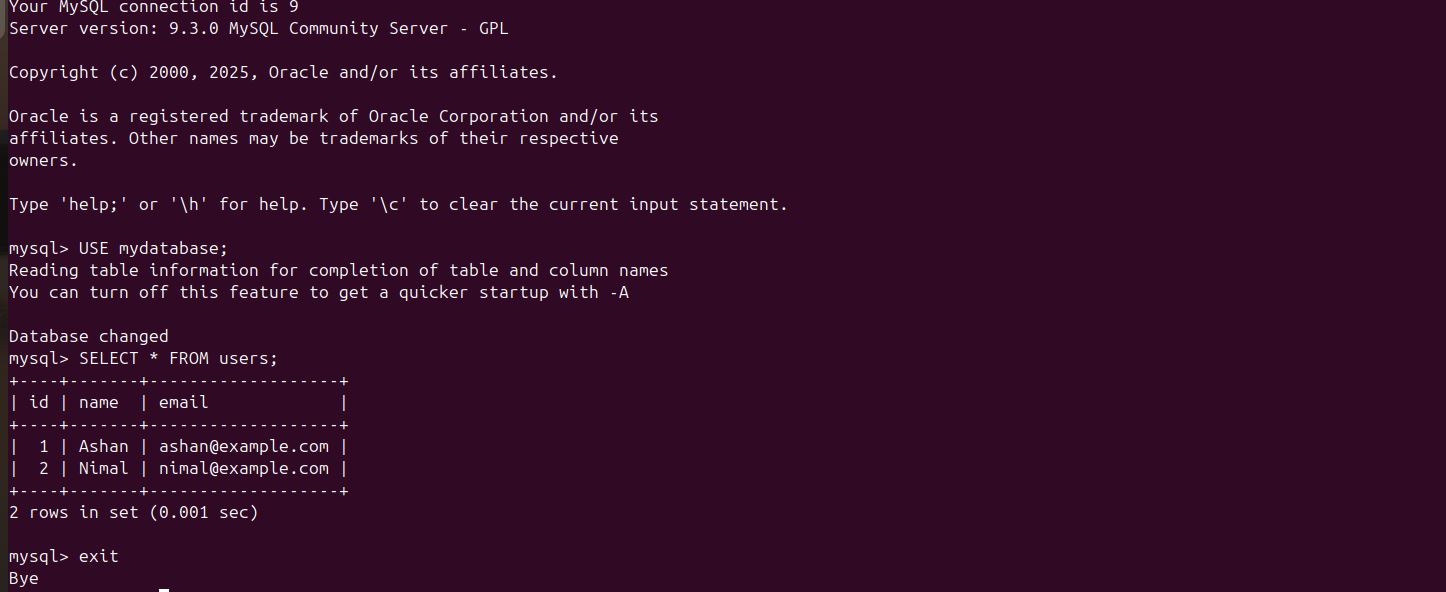 Your MySQL connection id is 9
Server version: 9.3.0 MySQL Community Server - GPL
Copyright (c) 2000, 2025, Oracle and/or its affiliates.
Oracle is a registered trademark of Oracle Corporation and/or its
affiliates. Other names may be trademarks of their respective
owners.
Type 'help;' or '\h' for help. Type '\c' to clear the current input statement.
mysql> USE mydatabase;
Reading table information for completion of table and column names
You can turn off this feature to get a quicker startup with -A
Database changed
mysql> SELECT * FROM users;
+----+-------+-------------------+
| id | name  | email             |
+----+-------+-------------------+
|  1 | Ashan | ashan@example.com |
|  2 | Nimal | nimal@example.com |
+----+-------+-------------------+
2 rows in set (0.001 sec)
mysql> exit
Bye